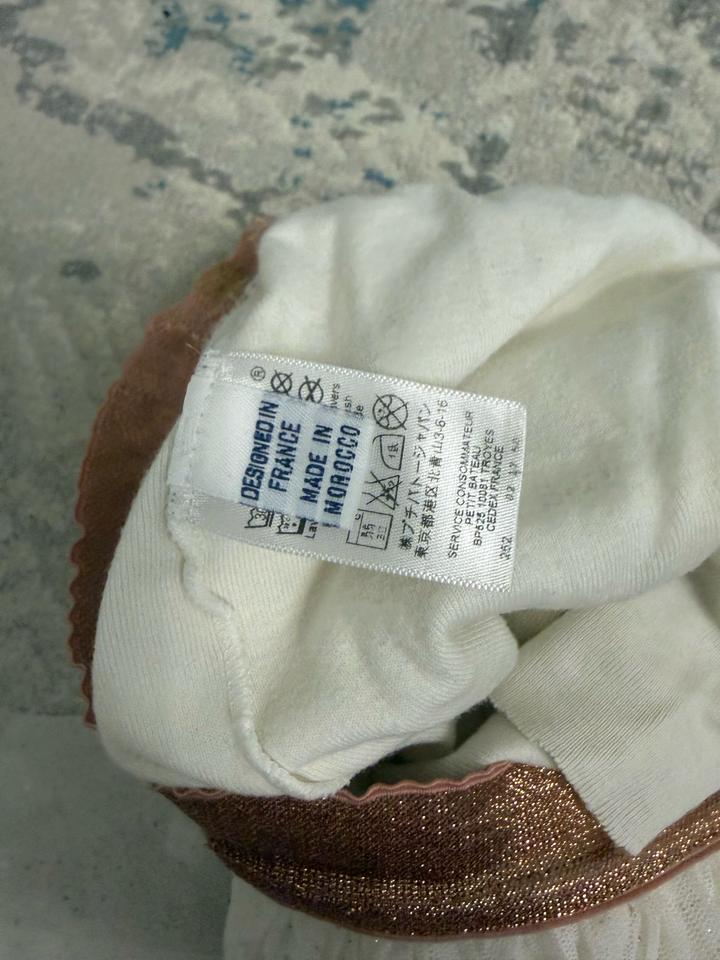 DESIGNED IN
FRANCE
MADE IN
MOROCCO
®
(株)プチバトージャパン
東京都港区北青山3-6-16
SERVICE CONSOMMATEUR
PETIT BATEAU
BP525 10081 TROYES
CEDEX FRANCE